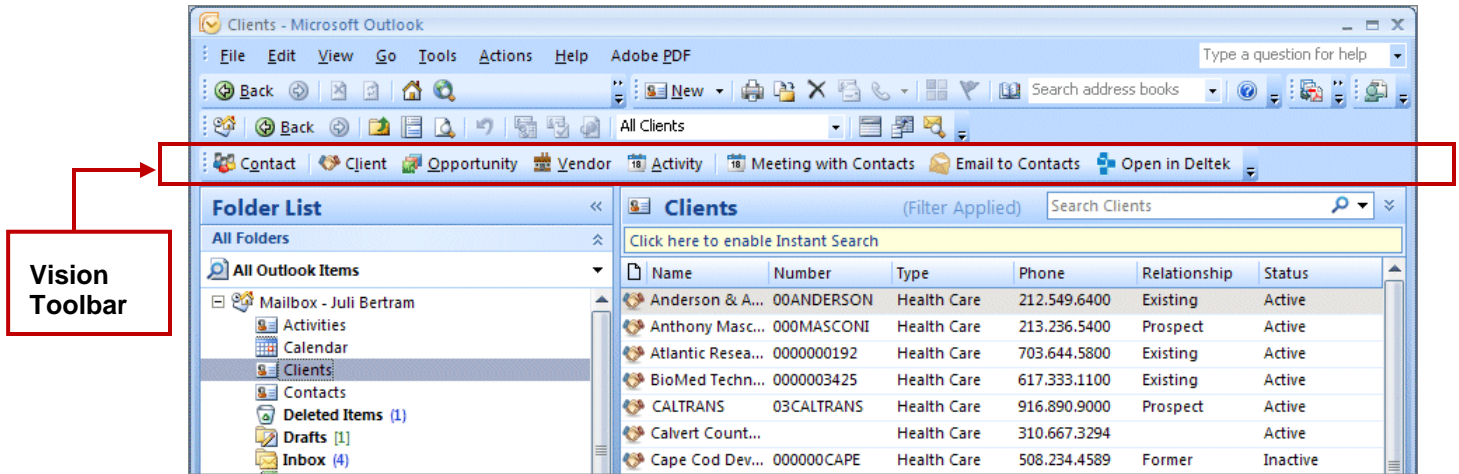 Clients - Microsoft Outlook
File Edit View Go Tools Actions Help Adobe PDF Type a question for help
Back New Search address books
Back All Clients
Contact Client Opportunity Vendor 18 Activity 18 Meeting with Contacts Email to Contacts Open in Deltek
Vision
Toolbar
Folder List «
All Folders
All Outlook Items
Mailbox - Juli Bertram
Activities
Calendar
Clients
Contacts
Deleted Items (1)
Drafts [1]
Inbox (4)
Clients (Filter Applied) Search Clients
Click here to enable Instant Search
Name Number Type Phone Relationship Status
Anderson & A... 00ANDERSON Health Care 212.549.6400 Existing Active
Anthony Masc... 000MASCONI Health Care 213.236.5400 Prospect Active
Atlantic Resea... 0000000192 Health Care 703.644.5800 Existing Active
BioMed Techn... 0000003425 Health Care 617.333.1100 Existing Active
CALTRANS 03CALTRANS Health Care 916.890.9000 Prospect Active
Calvert Count... Health Care 310.667.3294 Active
Cape Cod Dev... 000000CAPE Health Care 508.234.4589 Former Inactive